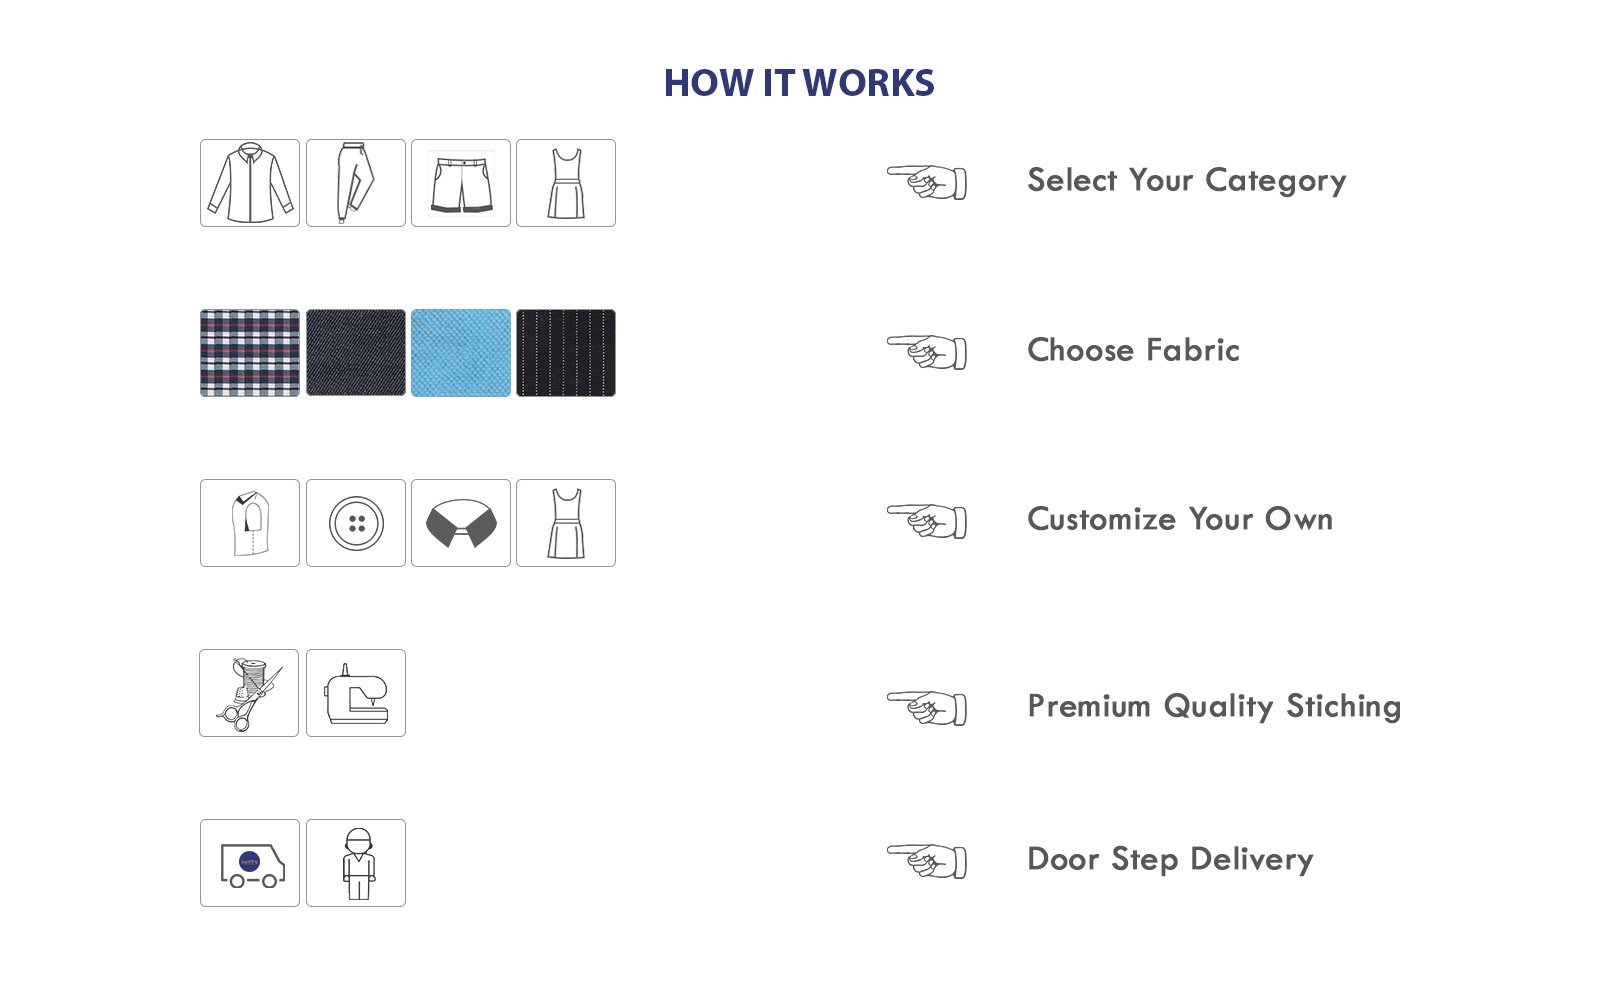 HOW IT WORKS
Select Your Category
Choose Fabric
Customize Your Own
Premium Quality Stiching
Door Step Delivery